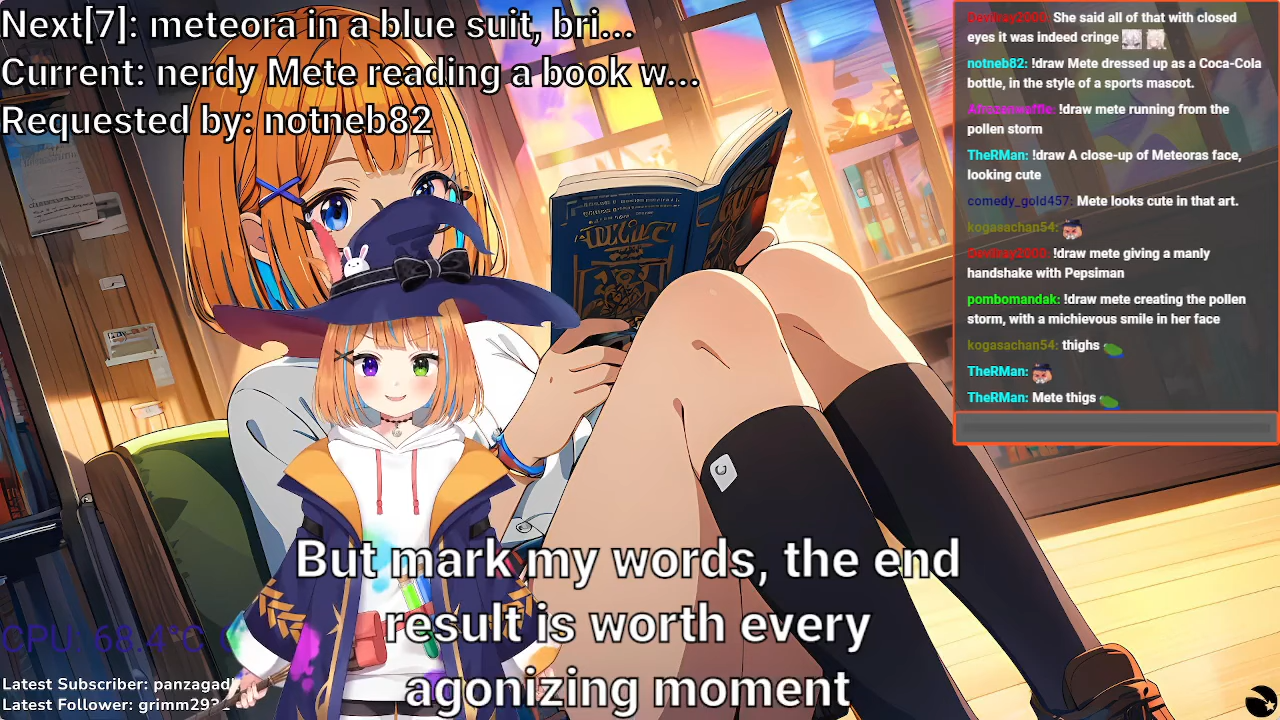 Next[7]: meteora in a blue suit, bri...
Current: nerdy Mete reading a book w...
Requested by: notneb82
Devilray2000: She said all of that with closed
eyes it was indeed cringe
notneb82: !draw Mete dressed up as a Coca-Cola
bottle, in the style of a sports mascot.
!draw mete running from the
pollen storm
TheRMan: !draw A close-up of Meteoras face,
looking cute
comedy_gold457: Mete looks cute in that art.
kogasachan54:
!draw mete giving a manly
handshake with Pepsiman
pombomandak: !draw mete creating the pollen
storm, with a michievous smile in her face
kogasachan54: thighs
TheRMan:
TheRMan: Mete thigs
But mark my words, the end
result is worth every
agonizing moment
CPU: 68.4°C
Latest Subscriber: panzagad
Latest Follower: grimm29